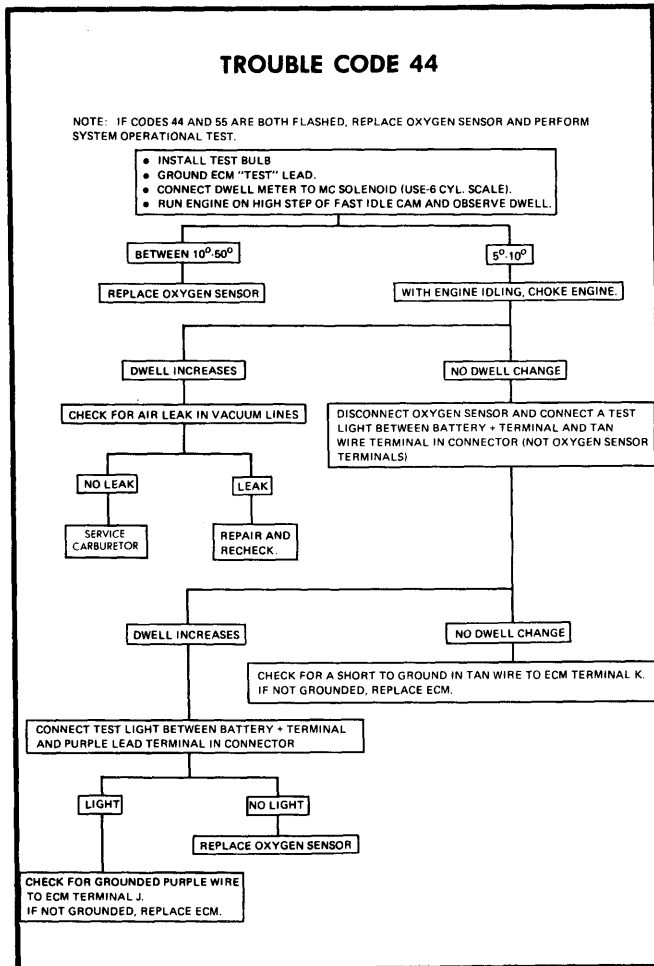 TROUBLE CODE 44
NOTE: IF CODES 44 AND 55 ARE BOTH FLASHED, REPLACE OXYGEN SENSOR AND PERFORM
SYSTEM OPERATIONAL TEST.
• INSTALL TEST BULB
• GROUND ECM "TEST" LEAD.
• CONNECT DWELL METER TO MC SOLENOID (USE-6 CYL. SCALE).
• RUN ENGINE ON HIGH STEP OF FAST IDLE CAM AND OBSERVE DWELL.
BETWEEN 10°-50°
5°-10°
REPLACE OXYGEN SENSOR
WITH ENGINE IDLING, CHOKE ENGINE.
DWELL INCREASES
NO DWELL CHANGE
CHECK FOR AIR LEAK IN VACUUM LINES
DISCONNECT OXYGEN SENSOR AND CONNECT A TEST
LIGHT BETWEEN BATTERY + TERMINAL AND TAN
WIRE TERMINAL IN CONNECTOR (NOT OXYGEN SENSOR
TERMINALS)
NO LEAK
LEAK
SERVICE
CARBURETOR
REPAIR AND
RECHECK.
DWELL INCREASES
NO DWELL CHANGE
CHECK FOR A SHORT TO GROUND IN TAN WIRE TO ECM TERMINAL K.
IF NOT GROUNDED, REPLACE ECM.
CONNECT TEST LIGHT BETWEEN BATTERY + TERMINAL
AND PURPLE LEAD TERMINAL IN CONNECTOR
LIGHT
NO LIGHT
REPLACE OXYGEN SENSOR
CHECK FOR GROUNDED PURPLE WIRE
TO ECM TERMINAL J.
IF NOT GROUNDED, REPLACE ECM.